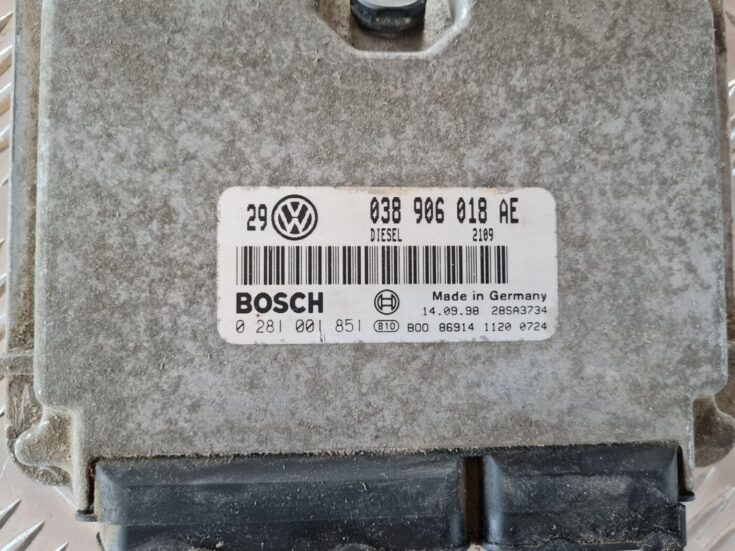 29 VW 038 906 018 AE
DIESEL 2109
BOSCH Made in Germany
14.09.98 28SA3734
0 281 001 851 810 B00 86914 1120 0724